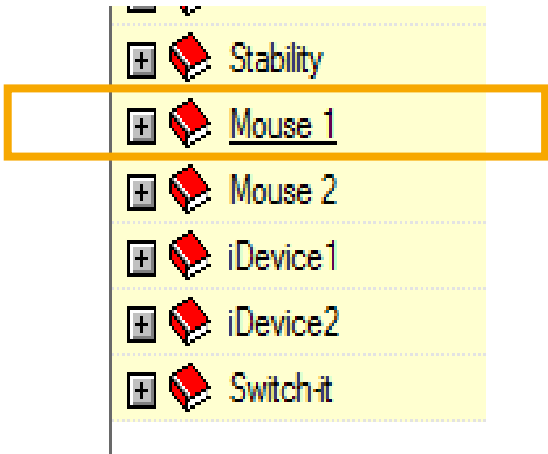 Stability
Mouse 1
Mouse 2
iDevice1
iDevice2
Switch-it